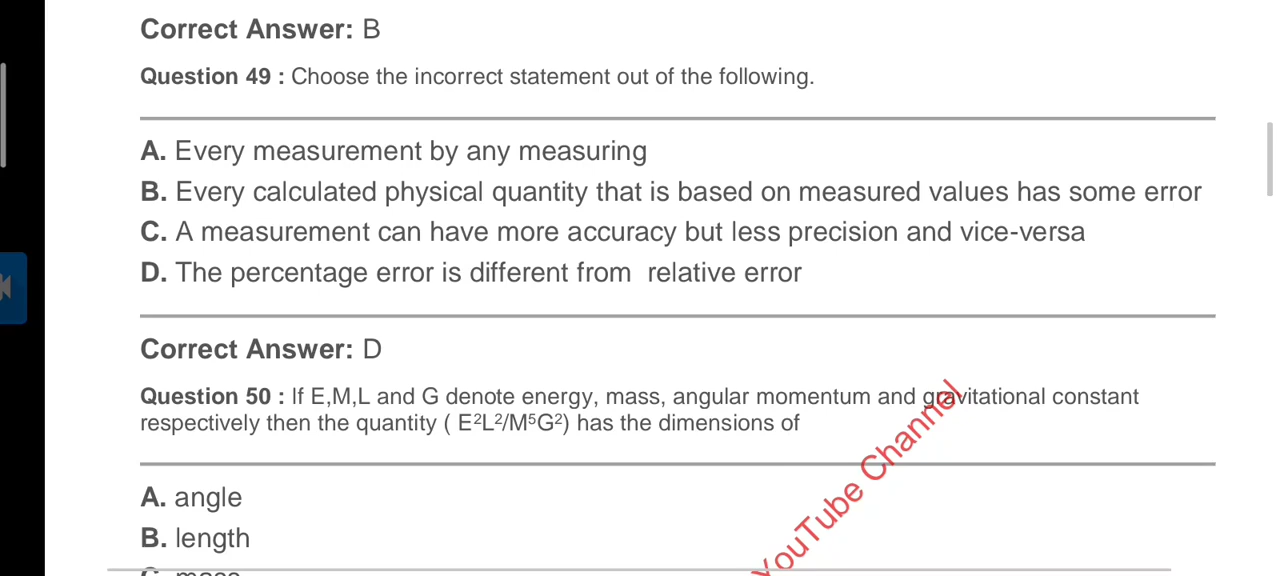 Correct Answer: B
Question 49 : Choose the incorrect statement out of the following.
A. Every measurement by any measuring
B. Every calculated physical quantity that is based on measured values has some error
C. A measurement can have more accuracy but less precision and vice-versa
D. The percentage error is different from  relative error
Correct Answer: D
Question 50 : If E,M,L and G denote energy, mass, angular momentum and gravitational constant
respectively then the quantity ( E²L²/M⁵G²) has the dimensions of
A. angle
B. length
C. mass
YouTube Channel